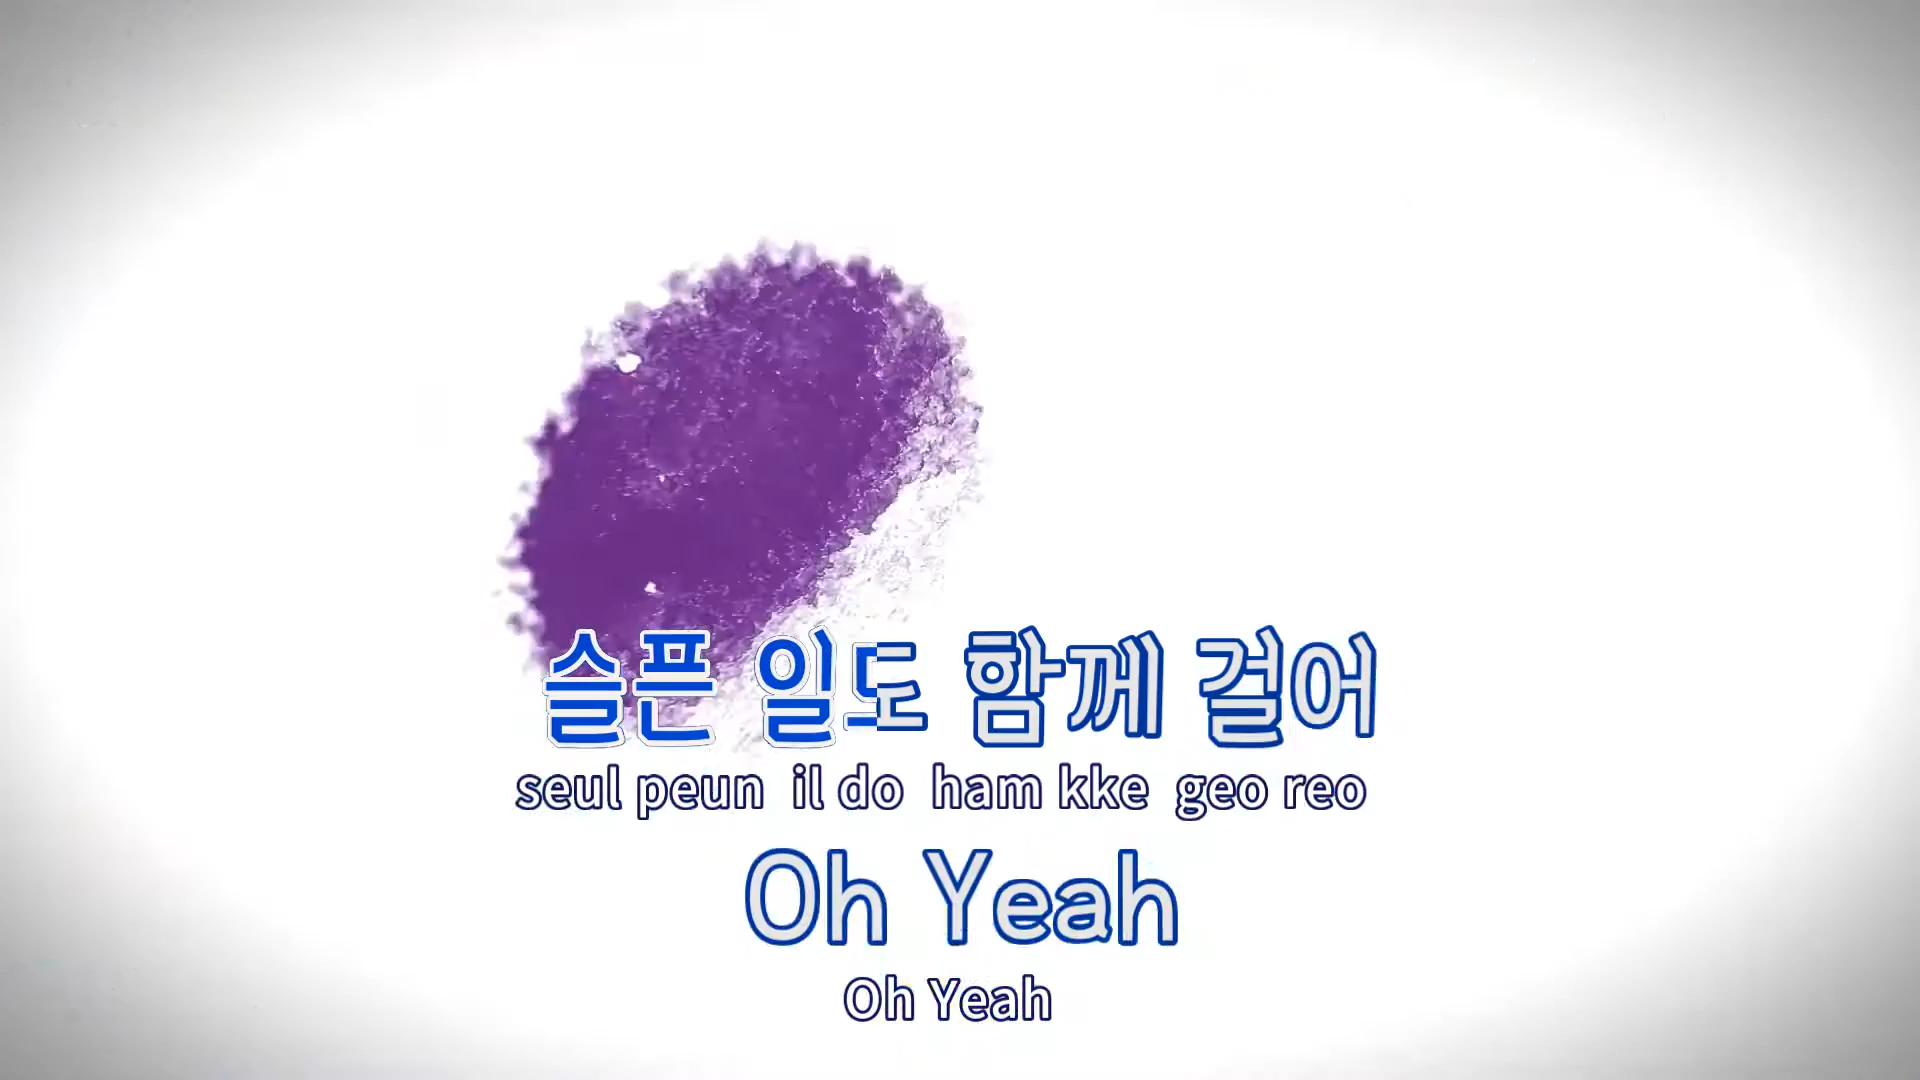 슬픈 일도 함께 걸어
seul peun il do ham kke geo reo
Oh Yeah
Oh Yeah